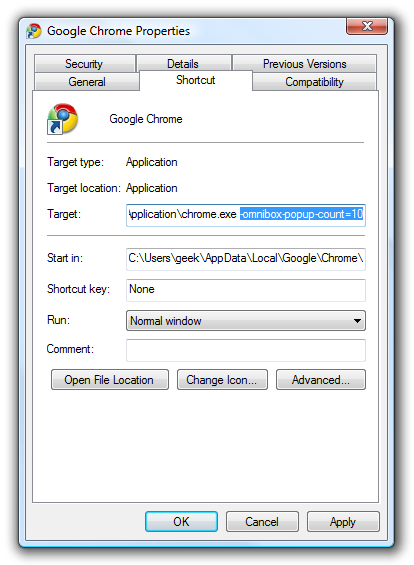 Google Chrome Properties
Security Details Previous Versions
General Shortcut Compatibility
Google Chrome
Target type: Application
Target location: Application
Target: \pplication\chrome.exe -omnibox-popup-count=10
Start in: C:\Users\geek\AppData\Local\Google\Chrome\
Shortcut key: None
Run: Normal window
Comment:
Open File Location Change Icon... Advanced...
OK Cancel Apply